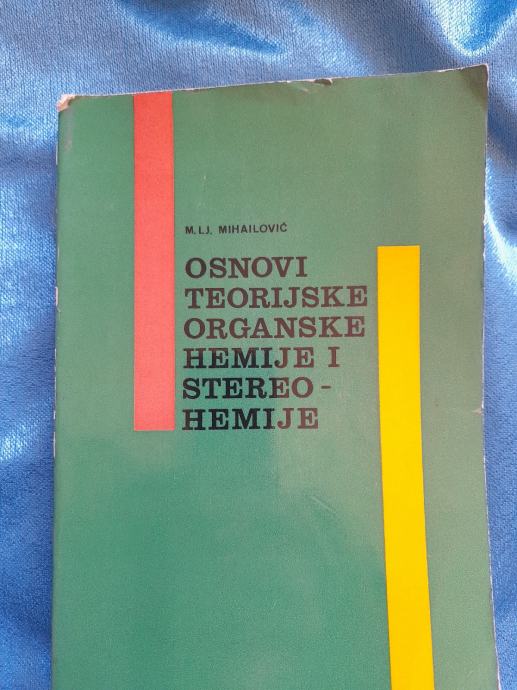 M. LJ. MIHAILOVIĆ
OSNOVI
TEORIJSKE
ORGANSKE
HEMIJE I
STEREO-
HEMIJE